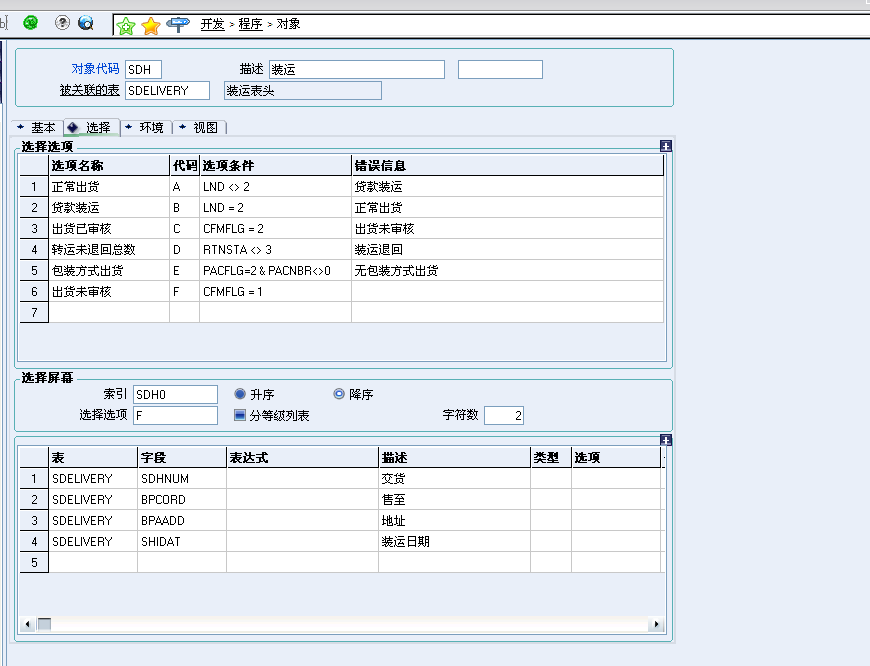 开发 > 程序 > 对象
对象代码 SDH 描述 装运
被关联的表 SDELIVERY 装运表头
基本 选择 环境 视图
选择选项
选项名称 代码 选项条件 错误信息
1 正常出货 A LND <> 2 贷款装运
2 贷款装运 B LND = 2 正常出货
3 出货已审核 C CFMFLG = 2 出货未审核
4 转运未退回总数 D RTNSTA <> 3 装运退回
5 包装方式出货 E PACFLG=2 & PACNBR<>0 无包装方式出货
6 出货未审核 F CFMFLG = 1
7
选择屏幕
索引 SDH0 升序 降序
选择选项 F 分等级列表 字符数 2
表 字段 表达式 描述 类型 选项
1 SDELIVERY SDHNUM 交货
2 SDELIVERY BPCORD 售至
3 SDELIVERY BPAADD 地址
4 SDELIVERY SHIDAT 装运日期
5